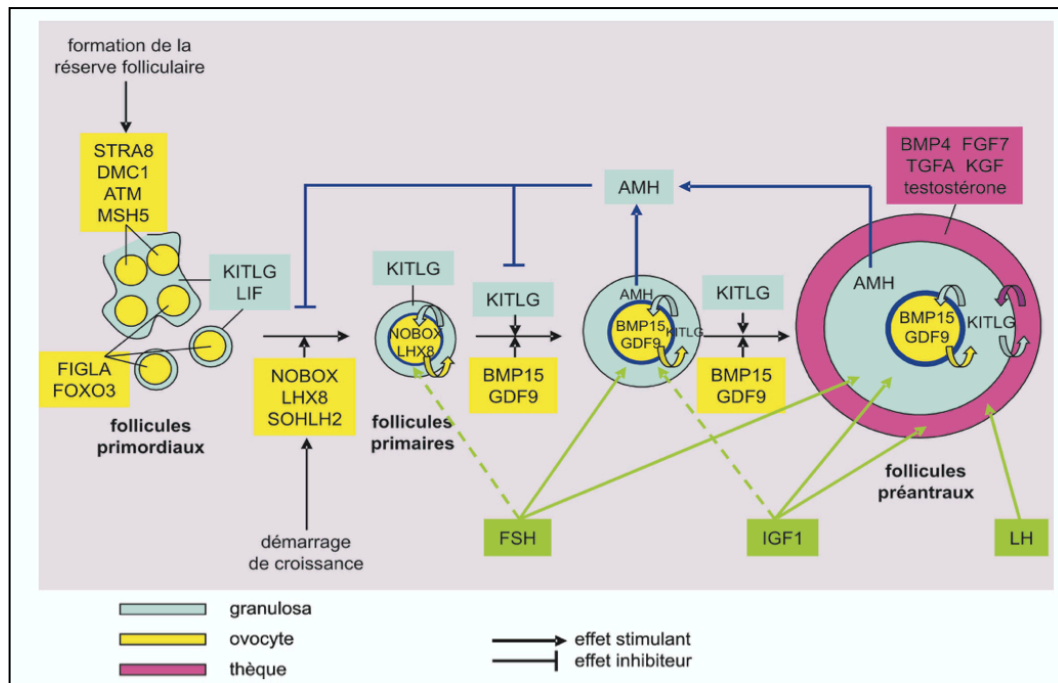 formation de la
réserve folliculaire
STRA8
DMC1
ATM
MSH5
KITLG
LIF
FIGLA
FOXO3
follicules
primordiaux
NOBOX
LHX8
SOHLH2
démarrage
de croissance
KITLG
NOBOX
LHX8
follicules
primaires
KITLG
BMP15
GDF9
AMH
AMH
BMP15
GDF9
KITLG
KITLG
BMP15
GDF9
BMP4 FGF7
TGFA KGF
testostérone
AMH
BMP15
GDF9
KITLG
follicules
préantraux
FSH
IGF1
LH
granulosa
ovocyte
thèque
effet stimulant
effet inhibiteur